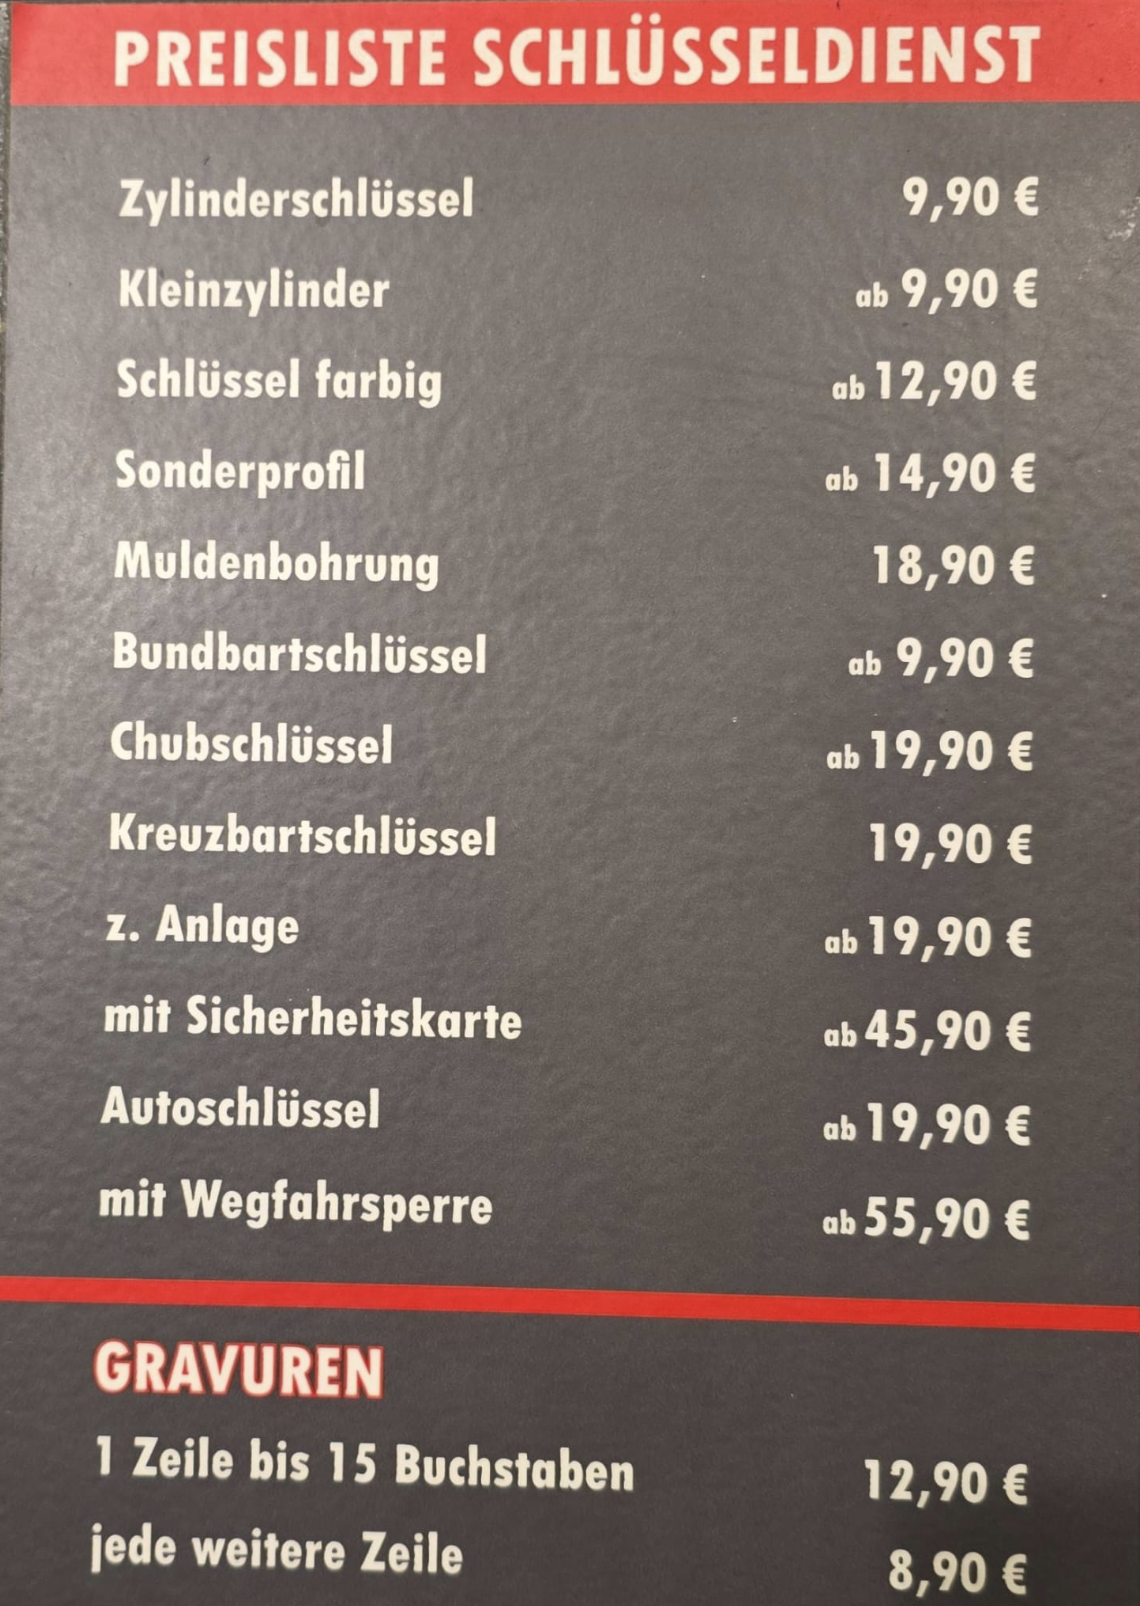 PREISLISTE SCHLÜSSELDIENST
Zylinderschlüssel 9,90 €
Kleinzylinder ab 9,90 €
Schlüssel farbig ab 12,90 €
Sonderprofil ab 14,90 €
Muldenbohrung 18,90 €
Bundbartschlüssel ab 9,90 €
Chubschlüssel ab 19,90 €
Kreuzbartschlüssel 19,90 €
z. Anlage ab 19,90 €
mit Sicherheitskarte ab 45,90 €
Autoschlüssel ab 19,90 €
mit Wegfahrsperre ab 55,90 €
GRAVUREN
1 Zeile bis 15 Buchstaben 12,90 €
jede weitere Zeile 8,90 €